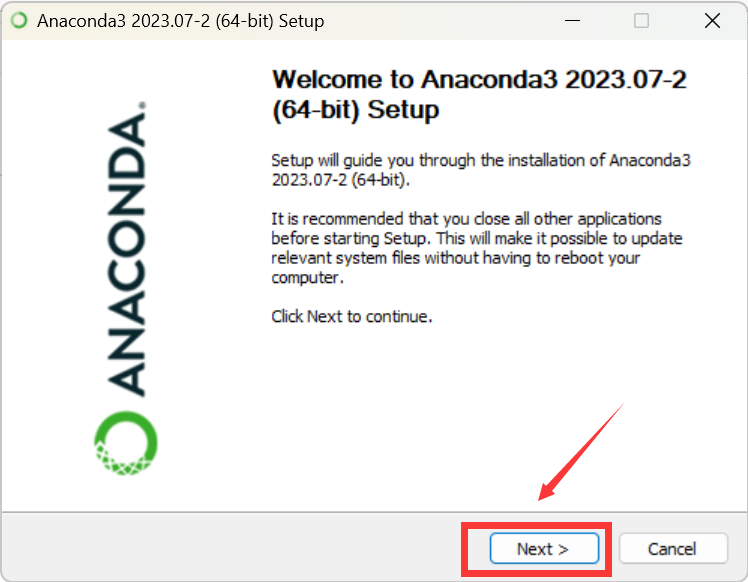 Anaconda3 2023.07-2 (64-bit) Setup
Welcome to Anaconda3 2023.07-2
(64-bit) Setup
ANACONDA.
Setup will guide you through the installation of Anaconda3
2023.07-2 (64-bit).
It is recommended that you close all other applications
before starting Setup. This will make it possible to update
relevant system files without having to reboot your
computer.
Click Next to continue.
Next >
Cancel